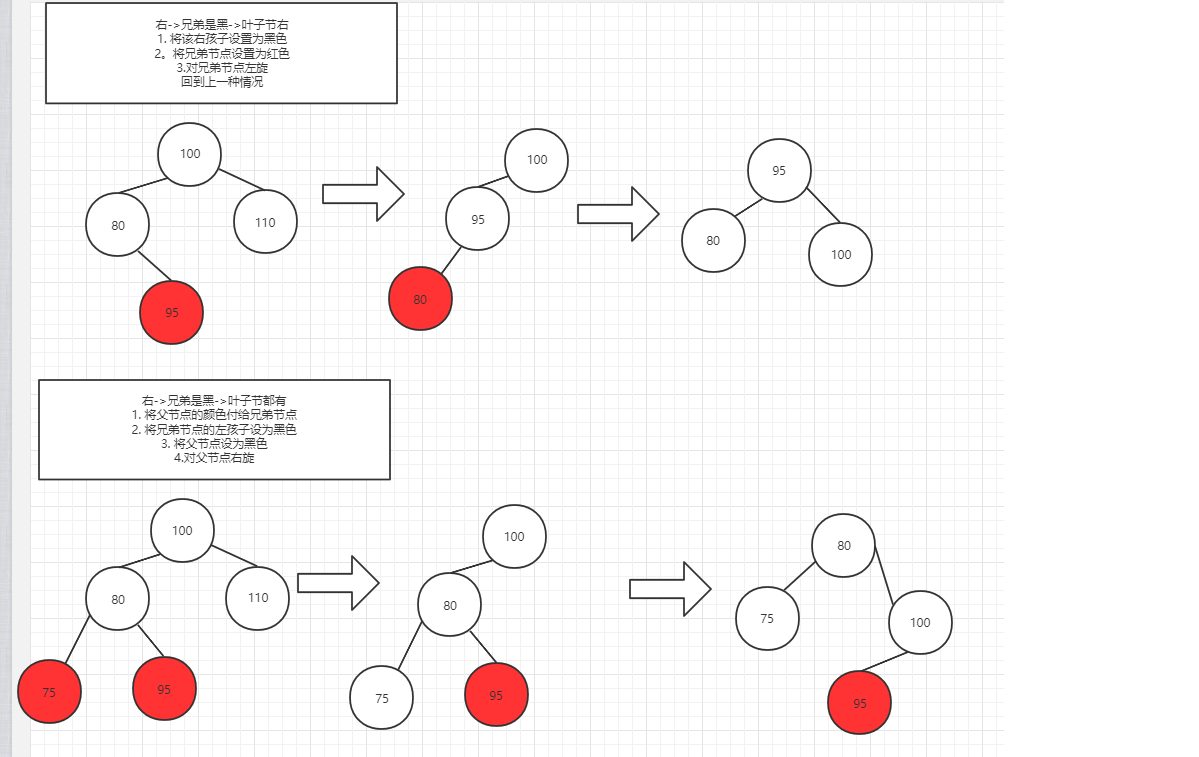 右->兄弟是黑->叶子节右
1. 将该右孩子设置为黑色
2。将兄弟节点设置为红色
3.对兄弟节点左旋
回到上一种情况
100
80
110
95
100
95
80
95
80
100
右->兄弟是黑->叶子节都有
1. 将父节点的颜色付给兄弟节点
2. 将兄弟节点的左孩子设为黑色
3. 将父节点设为黑色
4.对父节点右旋
100
80
110
75
95
100
80
75
95
80
75
100
95